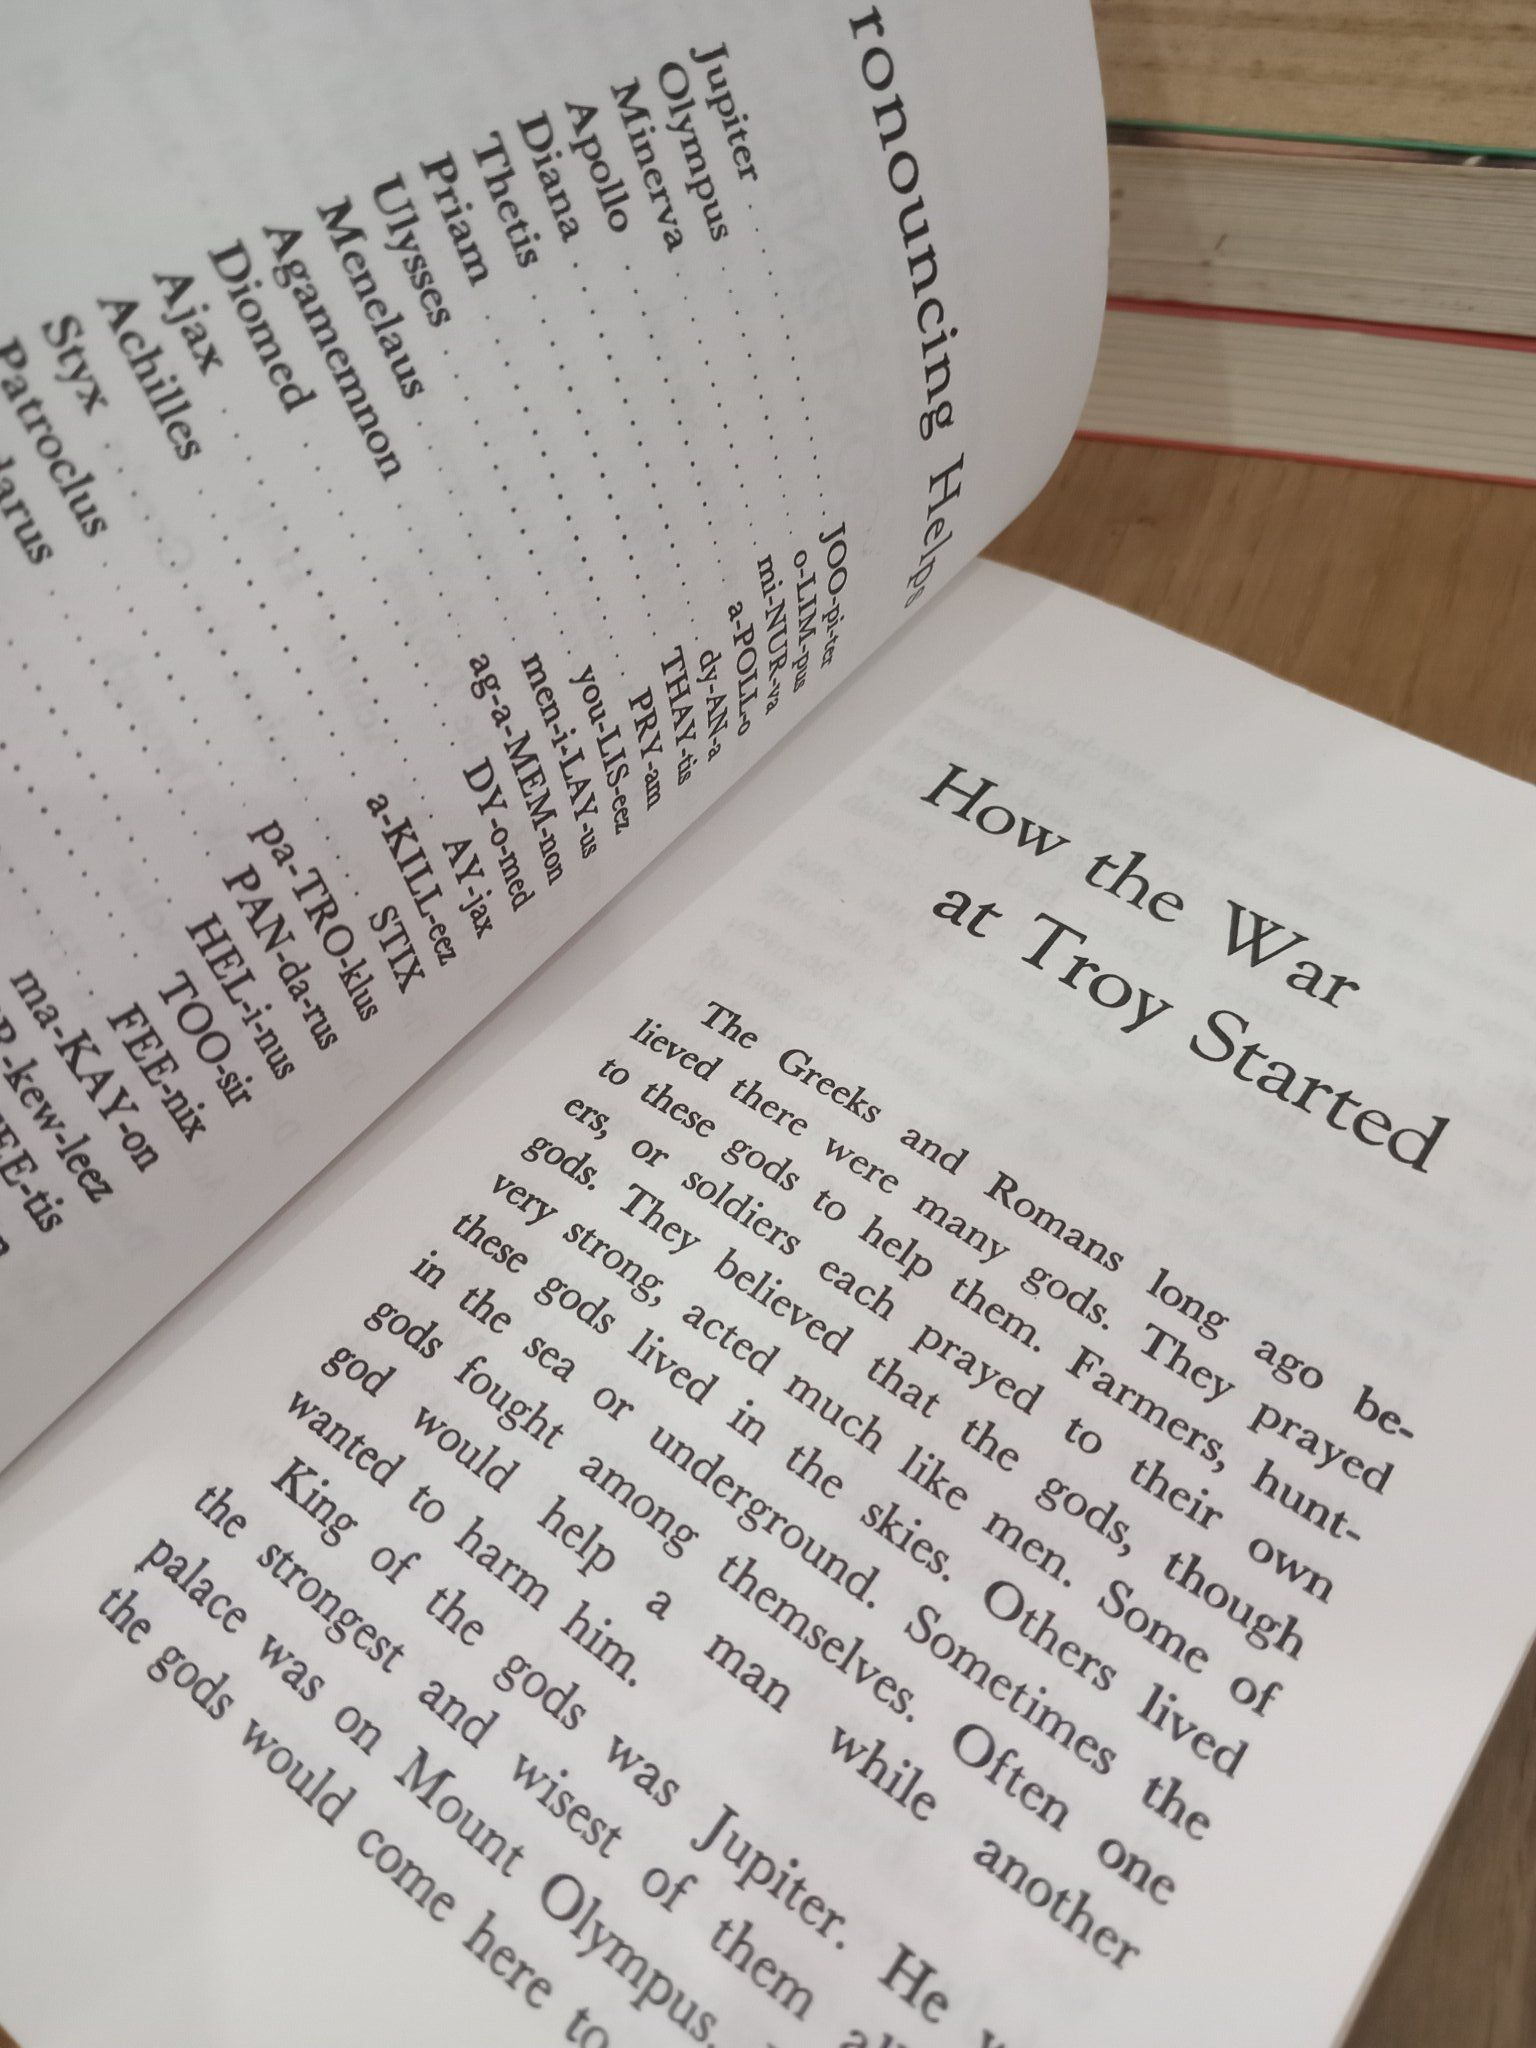 ronouncing Helps
Jupiter . . . . . . . . . . JOO-pi-ter
Olympus . . . . . . . . . . o-LIM-pus
Minerva . . . . . . . . . . mi-NUR-va
Apollo . . . . . . . . . . a-POLL-o
Diana . . . . . . . . . . dy-AN-a
Thetis . . . . . . . . . . THAY-tis
Priam . . . . . . . . . . PRY-am
Ulysses . . . . . . . . . . you-LIS-eez
Menelaus . . . . . . . . . . men-i-LAY-us
Agamemnon . . . . . . . . . . ag-a-MEM-non
Diomed . . . . . . . . . . DY-o-med
Ajax . . . . . . . . . . AY-jax
Achilles . . . . . . . . . . a-KILL-eez
Styx . . . . . . . . . . STIX
Patroclus . . . . . . . . . . pa-TRO-klus
darus . . . . . . . . . . PAN-da-rus
HEL-i-nus
TOO-sir
FEE-nix
ma-KAY-on
-kew-leez
EE-tis
How the War
at Troy Started
The Greeks and Romans long ago be-
lieved there were many gods. They prayed
to these gods to help them. Farmers, hunt-
ers, or soldiers each prayed to their own
gods. They believed that the gods, though
very strong, acted much like men. Some of
these gods lived in the skies. Others lived
in the sea or underground. Sometimes the
gods fought among themselves. Often one
god would help a man while another
wanted to harm him.
King of the gods was Jupiter. He
the strongest and wisest of them all
palace was on Mount Olympus.
the gods would come here to